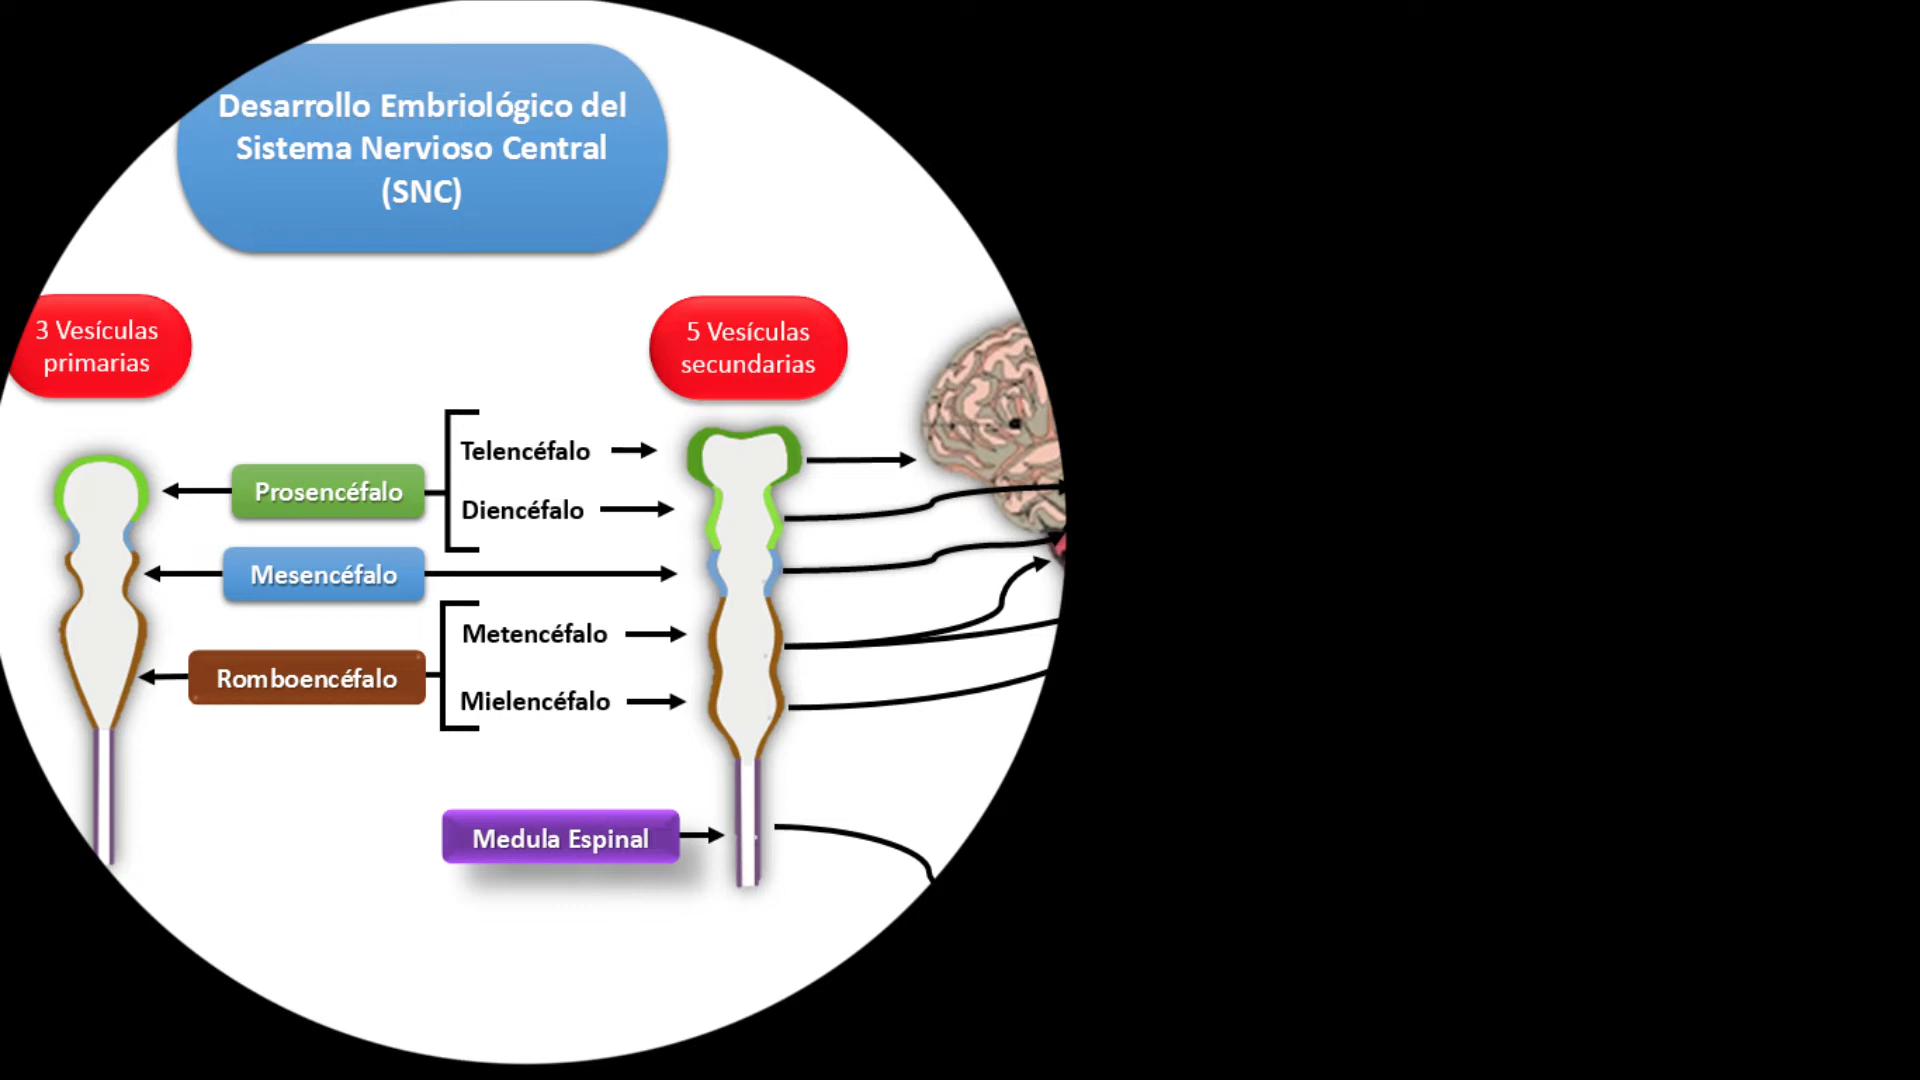 Desarrollo Embriológico del
Sistema Nervioso Central
(SNC)
3 Vesículas
primarias
5 Vesículas
secundarias
Telencéfalo
Prosencéfalo
Diencéfalo
Mesencéfalo
Metencéfalo
Romboencéfalo
Mielencéfalo
Medula Espinal